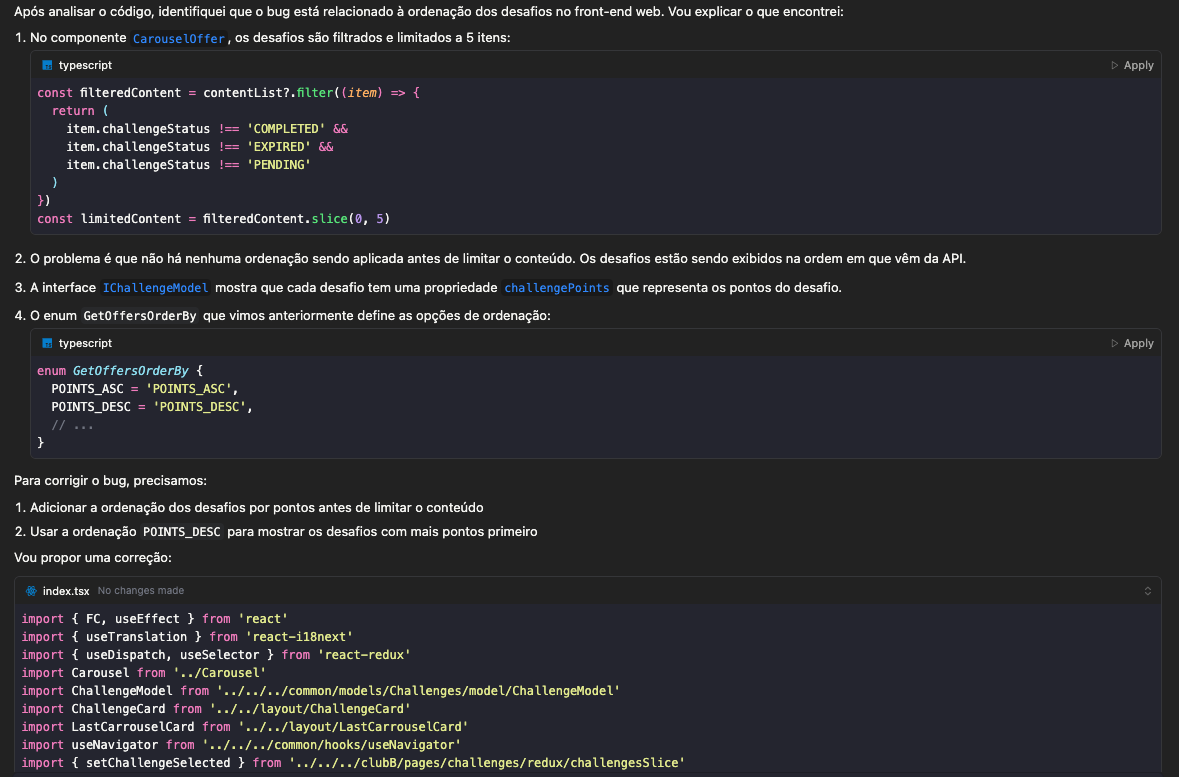 Após analisar o código, identifiquei que o bug está relacionado à ordenação dos desafios no front-end web. Vou explicar o que encontrei:
1. No componente CarouselOffer, os desafios são filtrados e limitados a 5 itens:
typescript
Apply
const filteredContent = contentList?.filter((item) => {
  return (
    item.challengeStatus !== 'COMPLETED' &&
    item.challengeStatus !== 'EXPIRED' &&
    item.challengeStatus !== 'PENDING'
  )
})
const limitedContent = filteredContent.slice(0, 5)
2. O problema é que não há nenhuma ordenação sendo aplicada antes de limitar o conteúdo. Os desafios estão sendo exibidos na ordem em que vêm da API.
3. A interface IChallengeModel mostra que cada desafio tem uma propriedade challengePoints que representa os pontos do desafio.
4. O enum GetOffersOrderBy que vimos anteriormente define as opções de ordenação:
typescript
Apply
enum GetOffersOrderBy {
  POINTS_ASC = 'POINTS_ASC',
  POINTS_DESC = 'POINTS_DESC',
  // ...
}
Para corrigir o bug, precisamos:
1. Adicionar a ordenação dos desafios por pontos antes de limitar o conteúdo
2. Usar a ordenação POINTS_DESC para mostrar os desafios com mais pontos primeiro
Vou propor uma correção:
index.tsx No changes made
import { FC, useEffect } from 'react'
import { useTranslation } from 'react-i18next'
import { useDispatch, useSelector } from 'react-redux'
import Carousel from '../Carousel'
import ChallengeModel from '../../../common/models/Challenges/model/ChallengeModel'
import ChallengeCard from '../../layout/ChallengeCard'
import LastCarrouselCard from '../../layout/LastCarrouselCard'
import useNavigator from '../../../common/hooks/useNavigator'
import { setChallengeSelected } from '../../../clubB/pages/challenges/redux/challengesSlice'